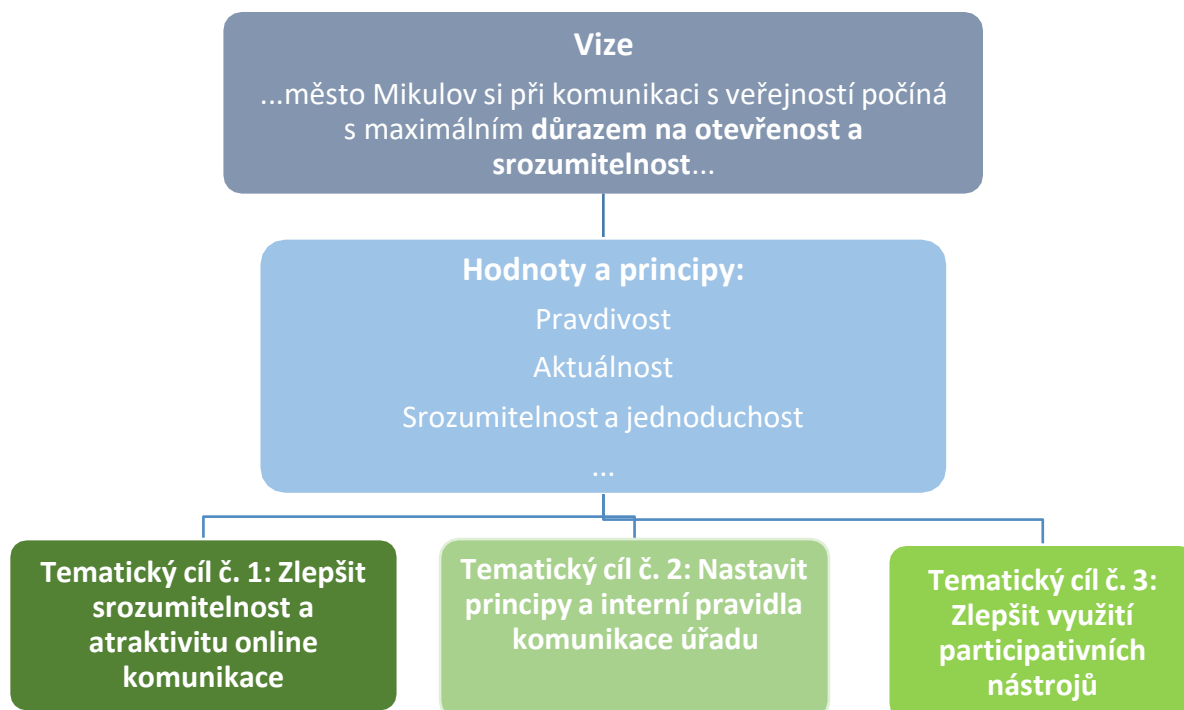 Vize
...město Mikulov si při komunikaci s veřejností počíná
s maximálním důrazem na otevřenost a
srozumitelnost...
Hodnoty a principy:
Pravdivost
Aktuálnost
Srozumitelnost a jednoduchost
...
Tematický cíl č. 1: Zlepšit
srozumitelnost a
atraktivitu online
komunikace
Tematický cíl č. 2: Nastavit
principy a interní pravidla
komunikace úřadu
Tematický cíl č. 3:
Zlepšit využití
participativních
nástrojů